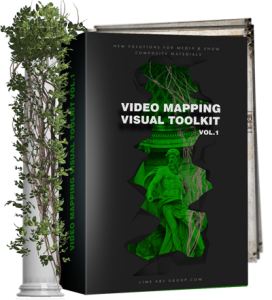 NEW SOLUTIONS FOR MEDIA & SHOW
COMPOSITE MATERIALS
VIDEO MAPPING
VISUAL TOOLKIT
VOL.1
LIME ART GROUP.COM
VIDEO MAPPING VISUAL TOOLKIT VOL.1